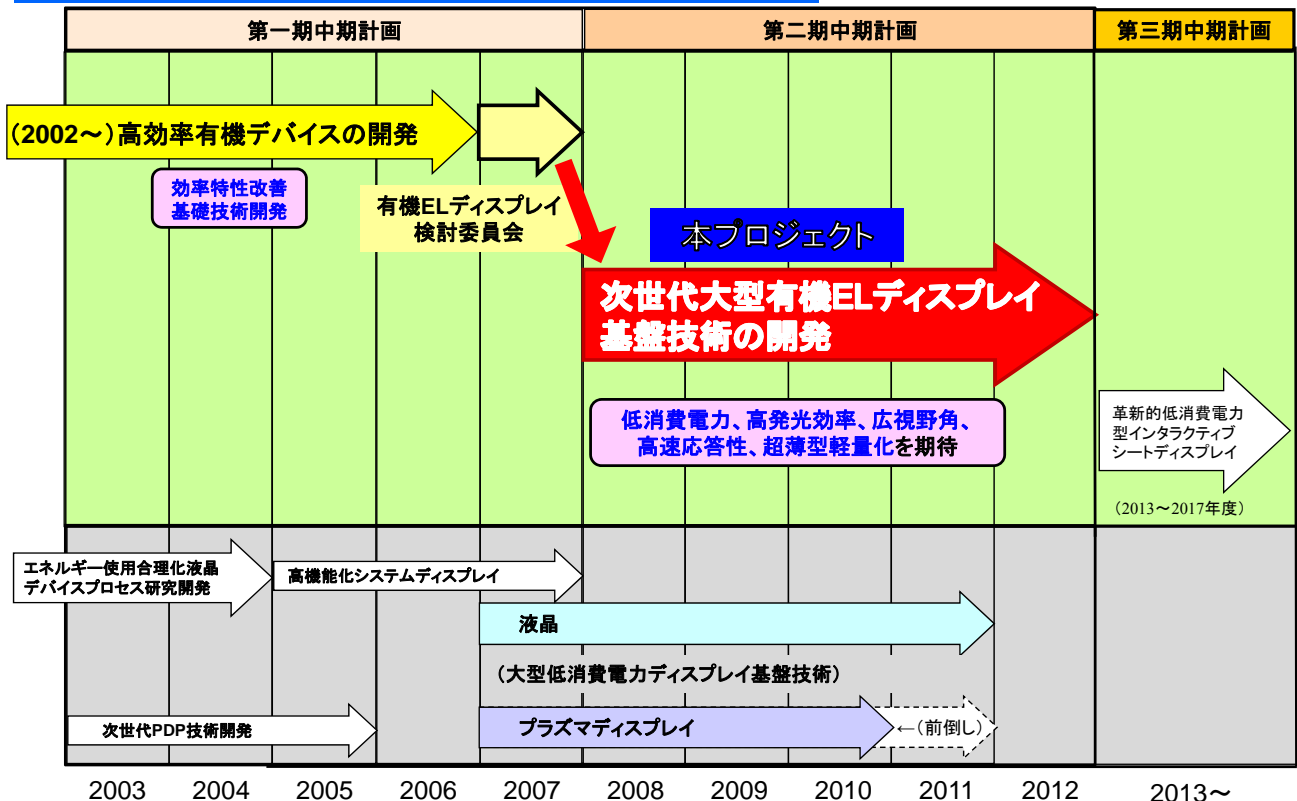 第一期中期計画
第二期中期計画
第三期中期計画
(2002～)高効率有機デバイスの開発
効率特性改善
基礎技術開発
有機ELディスプレイ
検討委員会
本プロジェクト
次世代大型有機ELディスプレイ
基盤技術の開発
低消費電力、高発光効率、広視野角、
高速応答性、超薄型軽量化を期待
革新的低消費電力
型インタラクティブ
シートディスプレイ
(2013～2017年度)
エネルギー使用合理化液晶
デバイスプロセス研究開発
高機能化システムディスプレイ
液晶
(大型低消費電力ディスプレイ基盤技術)
次世代PDP技術開発
プラズマディスプレイ
←(前倒し)
2003 2004 2005 2006 2007 2008 2009 2010 2011 2012 2013～